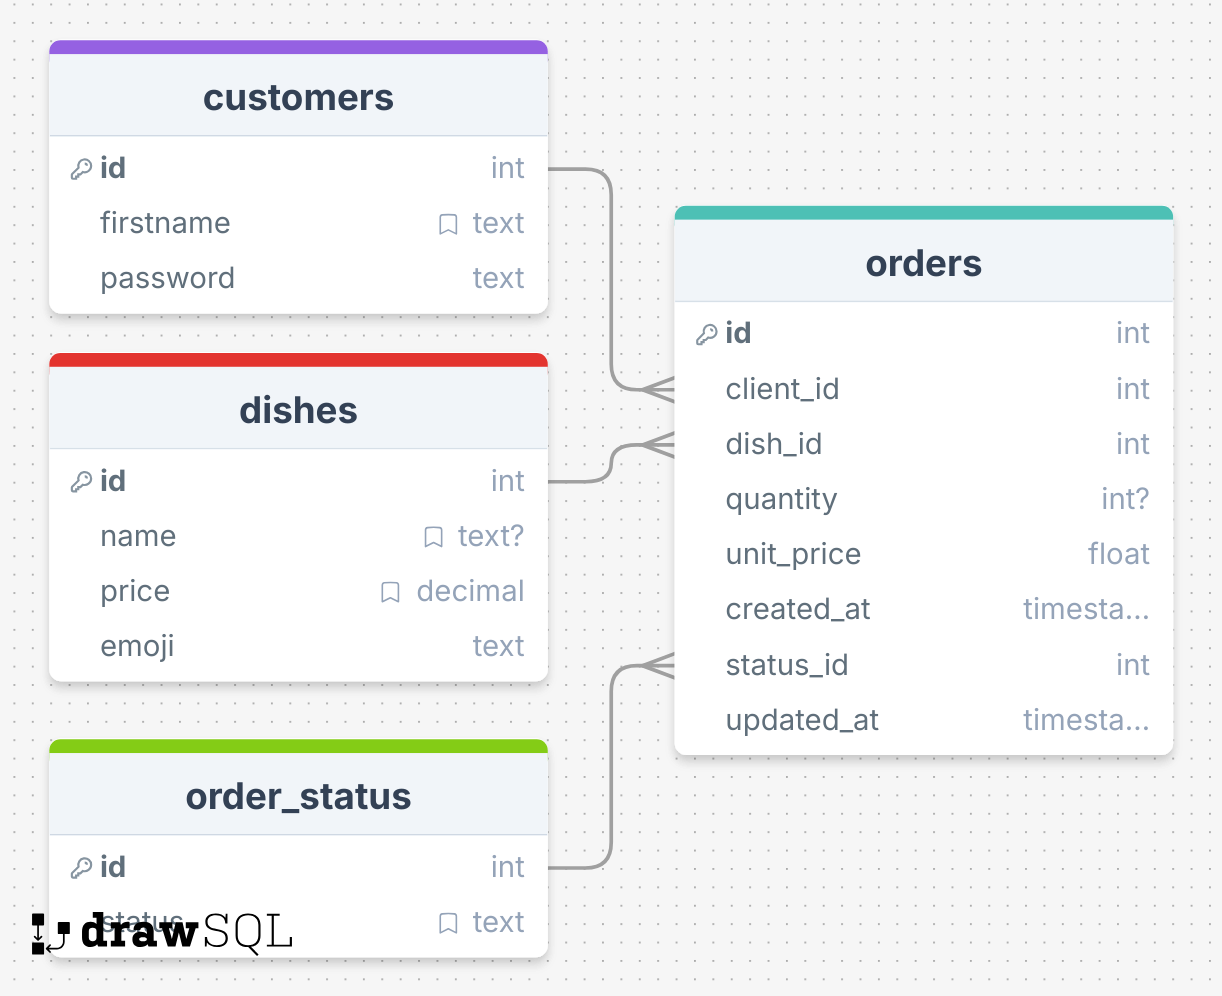 customers
id int
firstname text
password text
dishes
id int
name text?
price decimal
emoji text
order_status
id int
status text
drawSQL
orders
id int
client_id int
dish_id int
quantity int?
unit_price float
created_at timesta...
status_id int
updated_at timesta...